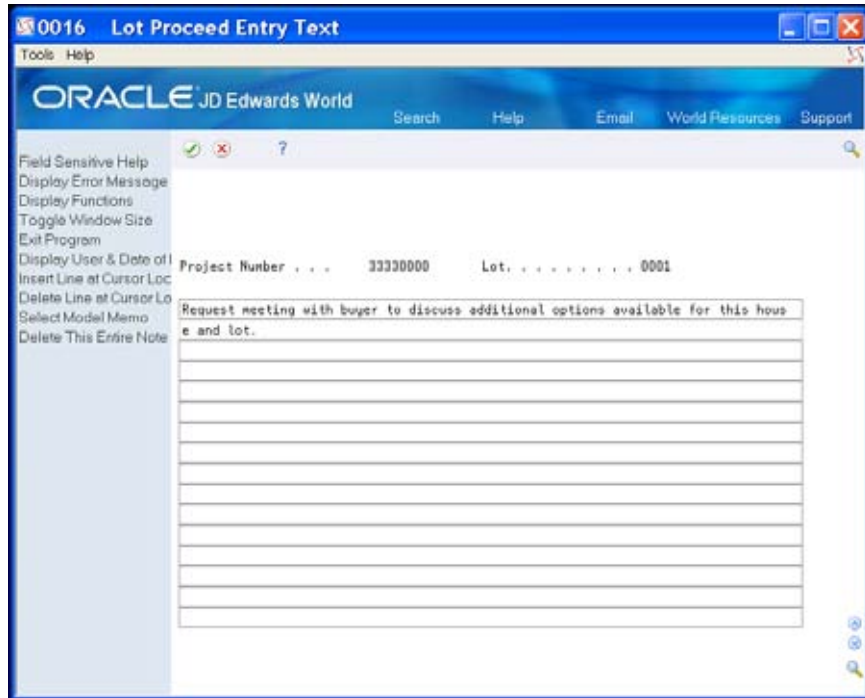 0016 Lot Proceed Entry Text
Tools Help
ORACLE JD Edwards World
Search Help Email World Resources Support
Field Sensitive Help
Display Error Message
Display Functions
Toggle Window Size
Exit Program
Display User & Date of
Insert Line at Cursor Loc
Delete Line at Cursor Lo
Select Model Memo
Delete This Entire Note
?
Project Number . . . 33330000 Lot. . . . . . . . . 0001
Request meeting with buyer to discuss additional options available for this hous
e and lot.